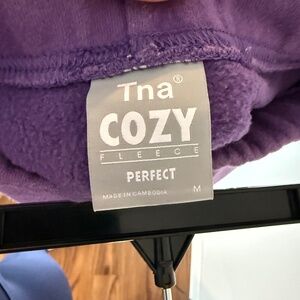 Tna®
COZY
FLEECE
PERFECT
MADE IN CAMBODIA M